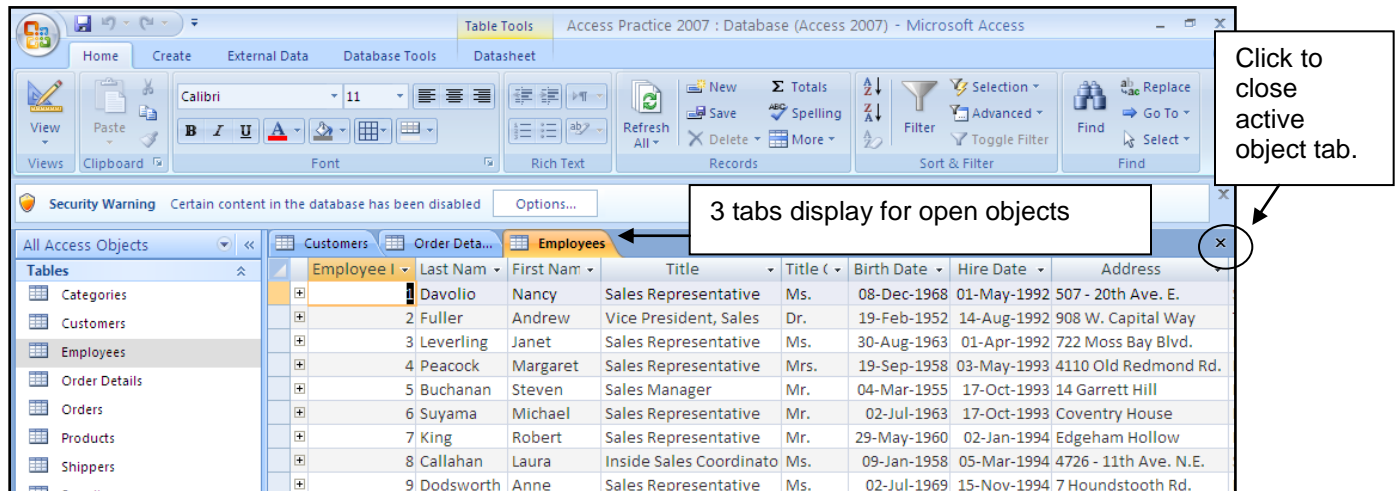 Table Tools Access Practice 2007 : Database (Access 2007) - Microsoft Access
Home Create External Data Database Tools Datasheet
Click to
close
active
object tab.
View
Paste
Calibri 11
B I U A
Refresh
All
New
Save
Delete
Σ Totals
Spelling
More
Filter
Selection
Advanced
Toggle Filter
Find
Replace
Go To
Select
Views Clipboard Font Rich Text Records Sort & Filter Find
Security Warning Certain content in the database has been disabled Options...
3 tabs display for open objects
All Access Objects
Customers Order Deta... Employees
Tables
Categories
Customers
Employees
Order Details
Orders
Products
Shippers
Employee I Last Nam First Nam Title Title ( Birth Date Hire Date Address
1 Davolio Nancy Sales Representative Ms. 08-Dec-1968 01-May-1992 507 - 20th Ave. E.
2 Fuller Andrew Vice President, Sales Dr. 19-Feb-1952 14-Aug-1992 908 W. Capital Way
3 Leverling Janet Sales Representative Ms. 30-Aug-1963 01-Apr-1992 722 Moss Bay Blvd.
4 Peacock Margaret Sales Representative Mrs. 19-Sep-1958 03-May-1993 4110 Old Redmond Rd.
5 Buchanan Steven Sales Manager Mr. 04-Mar-1955 17-Oct-1993 14 Garrett Hill
6 Suyama Michael Sales Representative Mr. 02-Jul-1963 17-Oct-1993 Coventry House
7 King Robert Sales Representative Mr. 29-May-1960 02-Jan-1994 Edgeham Hollow
8 Callahan Laura Inside Sales Coordinato Ms. 09-Jan-1958 05-Mar-1994 4726 - 11th Ave. N.E.
9 Dodsworth Anne Sales Representative Ms. 02-Jul-1969 15-Nov-1994 7 Houndstooth Rd.